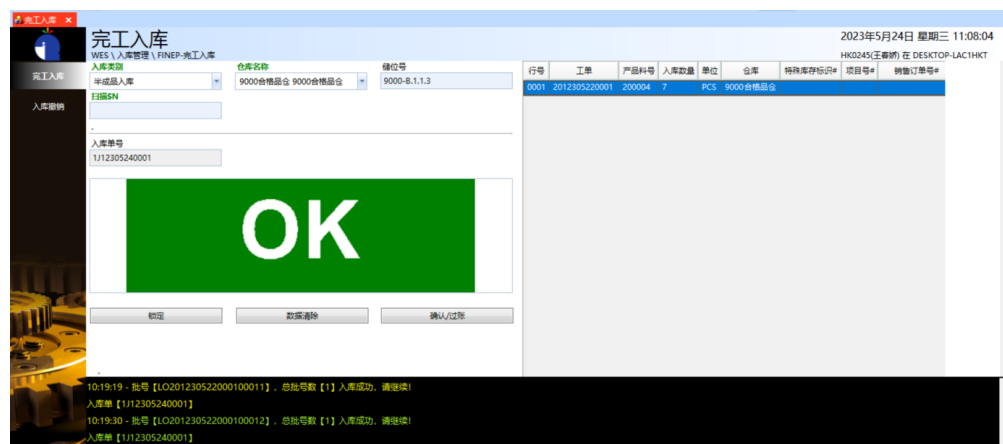 完工入库 ×
完工入库
WES \ 入库管理 \ FINEP-完工入库
2023年5月24日 星期三 11:08:04
HK0245(王春娇) 在 DESKTOP-LAC1HKT
完工入库
入库撤销
入库类别 仓库名称 储位号
半成品入库 9000合格品仓 9000合格品仓 9000-B.1.1.3
扫描SN
.
入库单号
1J12305240001
OK
锁定 数据清除 确认/过账
.
行号 工单 产品料号 入库数量 单位 仓库 特殊库存标识# 项目号# 销售订单号#
0001 2012305220001 200004 7 PCS 9000合格品仓
10:19:19 - 批号【LO201230522000100011】, 总批号数【1】入库成功, 请继续!
入库单【1J12305240001】
10:19:30 - 批号【LO201230522000100012】, 总批号数【1】入库成功, 请继续!
入库单【1J12305240001】